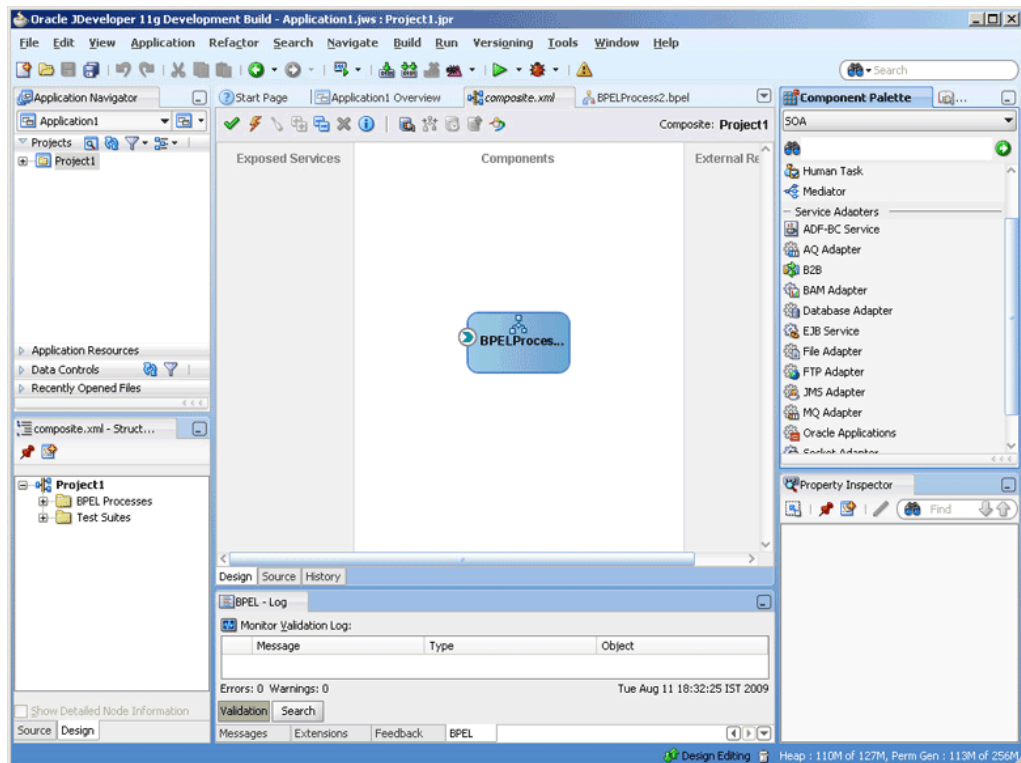 Oracle JDeveloper 11g Development Build - Application1.jws : Project1.jpr
File Edit View Application Refactor Search Navigate Build Run Versioning Tools Window Help
Search
Application Navigator
Application1
Projects
Project1
Application Resources
Data Controls
Recently Opened Files
composite.xml - Struct...
Project1
BPEL Processes
Test Suites
Show Detailed Node Information
Source Design
Start Page Application1 Overview composite.xml BPELProcess2.bpel
Composite: Project1
Exposed Services Components External Re
BPELProces...
Design Source History
BPEL - Log
Monitor Validation Log:
Message Type Object
Errors: 0 Warnings: 0 Tue Aug 11 18:32:25 IST 2009
Validation Search
Messages Extensions Feedback BPEL
Component Palette ...
SOA
Human Task
Mediator
Service Adapters
ADF-BC Service
AQ Adapter
B2B
BAM Adapter
Database Adapter
EJB Service
File Adapter
FTP Adapter
JMS Adapter
MQ Adapter
Oracle Applications
Socket Adapter
Property Inspector
Find
Design Editing Heap : 110M of 127M, Perm Gen : 113M of 256M